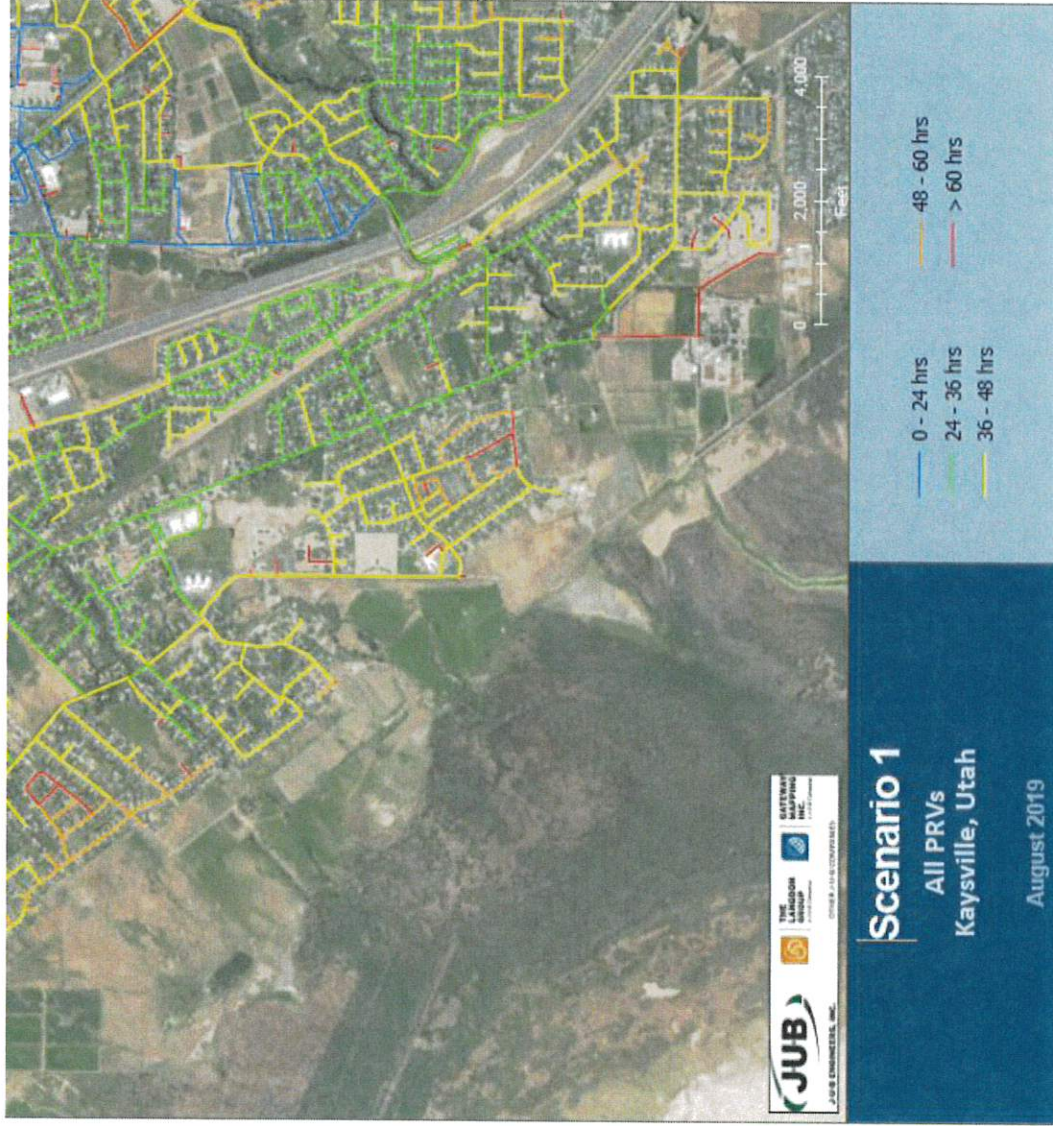 0
2,000
4,000
Feet
JUB
J-U-B ENGINEERS, INC.
THE
LANGDON
GROUP
GATEWAY
MAPPING
INC.
OTHER J-U-B COMPANIES
Scenario 1
All PRVs
Kaysville, Utah
August 2019
0 - 24 hrs
24 - 36 hrs
36 - 48 hrs
48 - 60 hrs
> 60 hrs